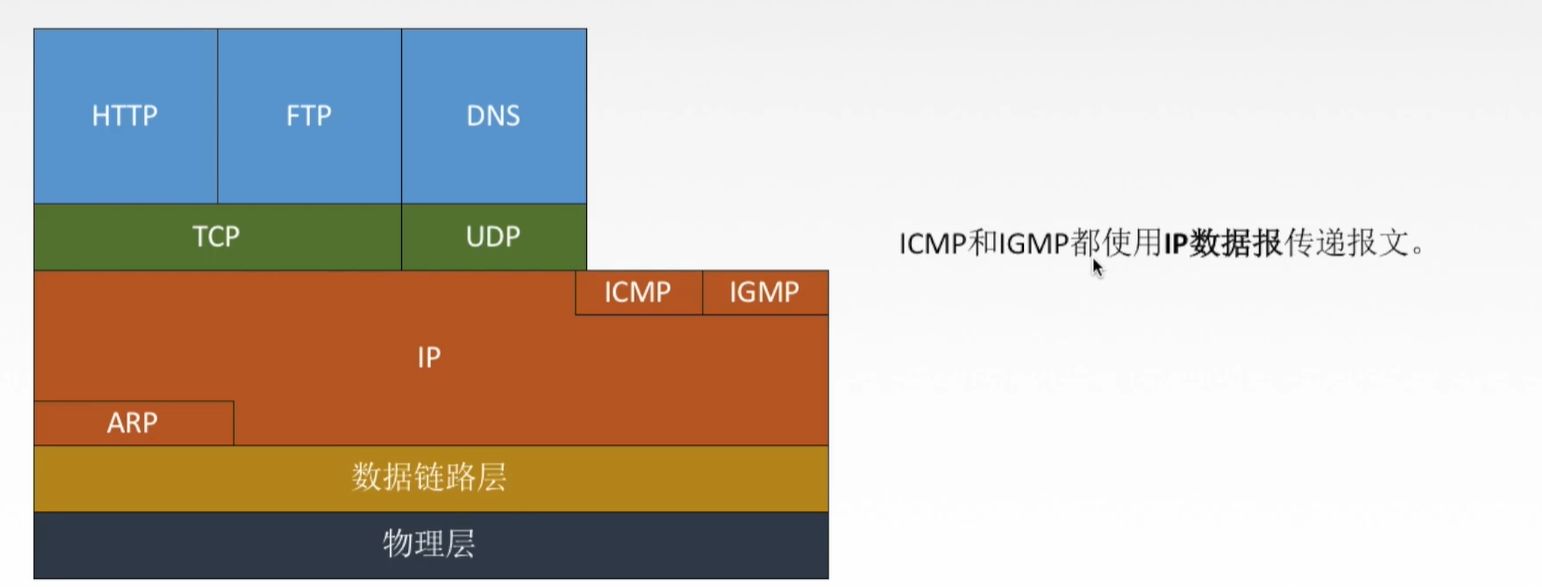 HTTP FTP DNS
TCP UDP
ICMP和IGMP都使用IP数据报传递报文。
ICMP IGMP
IP
ARP
数据链路层
物理层